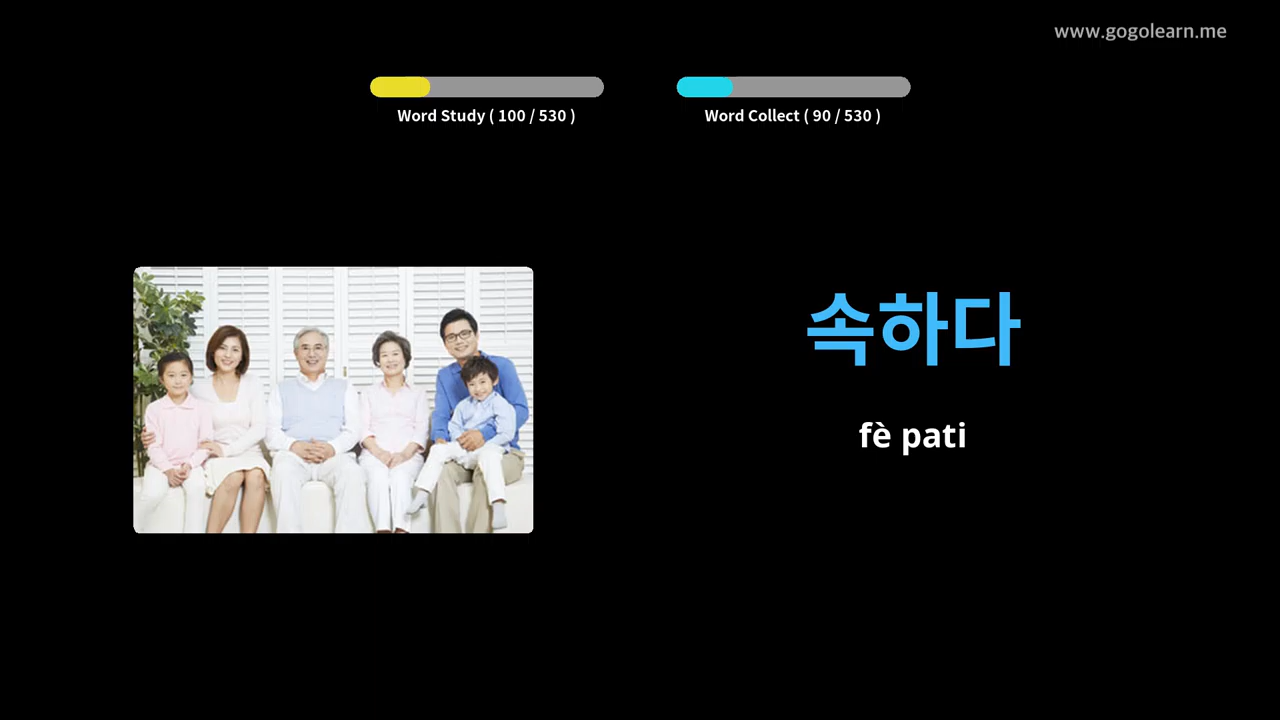 www.gogolearn.me
Word Study ( 100 / 530 )
Word Collect ( 90 / 530 )
속하다
fè pati